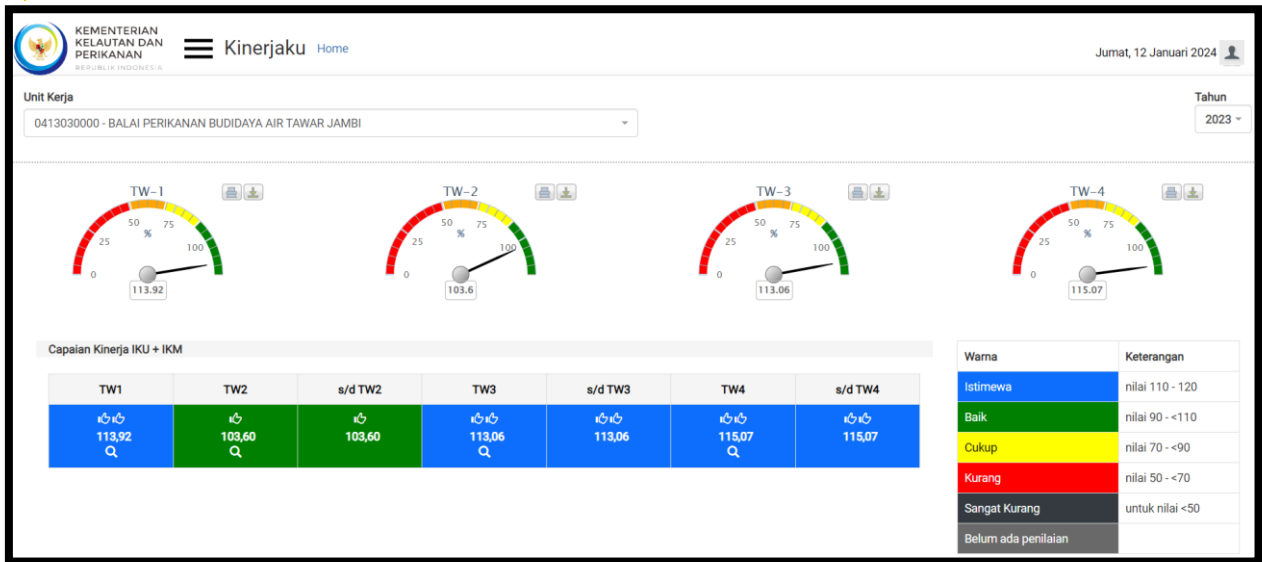 KEMENTERIAN
KELAUTAN DAN
PERIKANAN
REPUBLIK INDONESIA
Kinerjaku Home
Jumat, 12 Januari 2024
Unit Kerja
Tahun
0413030000 - BALAI PERIKANAN BUDIDAYA AIR TAWAR JAMBI
2023
TW-1
0 25 50 75 100
%
113.92
TW-2
0 25 50 75 100
%
103.6
TW-3
0 25 50 75 100
%
113.06
TW-4
0 25 50 75 100
%
115.07
Capaian Kinerja IKU + IKM
TW1 TW2 s/d TW2 TW3 s/d TW3 TW4 s/d TW4
113,92 103,60 103,60 113,06 113,06 115,07 115,07
Warna Keterangan
Istimewa nilai 110 - 120
Baik nilai 90 - <110
Cukup nilai 70 - <90
Kurang nilai 50 - <70
Sangat Kurang untuk nilai <50
Belum ada penilaian